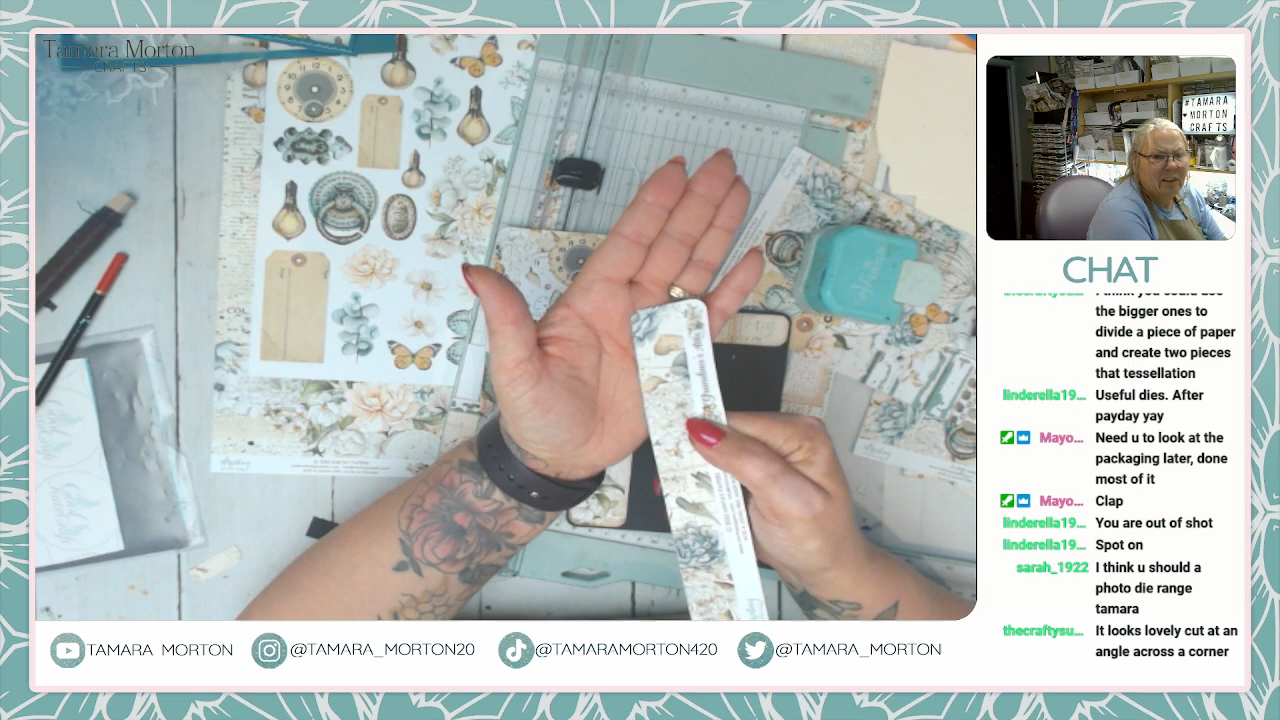 Tamara Morton
CRAFTS
#TAMARA
MORTON
CRAFTS
CHAT
I think you could use
the bigger ones to
divide a piece of paper
and create two pieces
that tessellation
linderella19... Useful dies. After
payday yay
Mayo... Need u to look at the
packaging later, done
most of it
Mayo... Clap
linderella19... You are out of shot
linderella19... Spot on
sarah_1922 I think u should a
photo die range
tamara
thecraftysu... It looks lovely cut at an
angle across a corner
TAMARA MORTON
@TAMARA_MORTON20
@TAMARAMORTON420
@TAMARA_MORTON